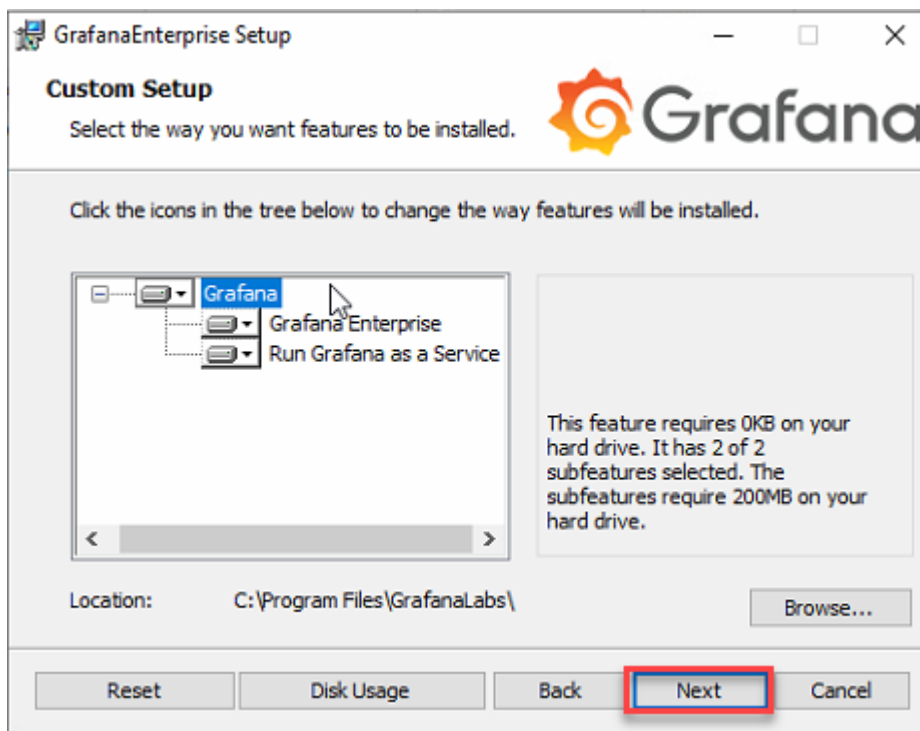 GrafanaEnterprise Setup
Custom Setup
Select the way you want features to be installed.
Grafana
Click the icons in the tree below to change the way features will be installed.
Grafana
Grafana Enterprise
Run Grafana as a Service
This feature requires 0KB on your
hard drive. It has 2 of 2
subfeatures selected. The
subfeatures require 200MB on your
hard drive.
Location:
C:\Program Files\GrafanaLabs\
Browse...
Reset
Disk Usage
Back
Next
Cancel